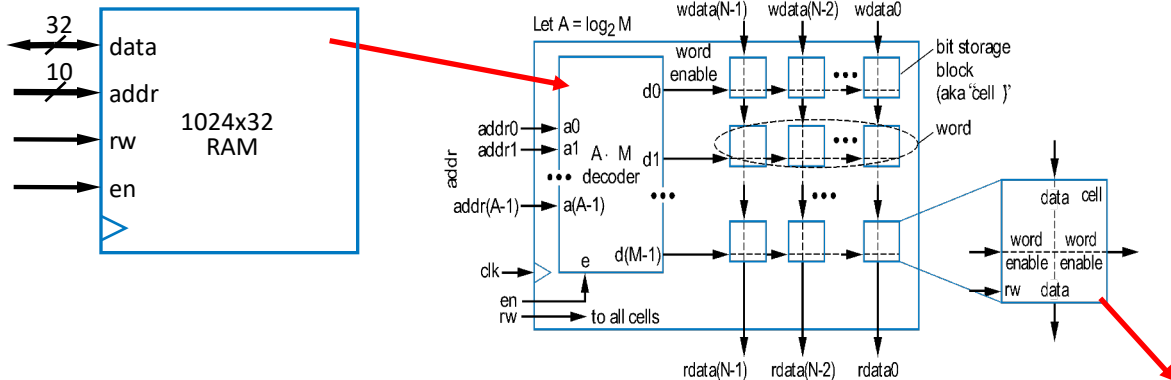 32
data
10
addr
rw
en
1024x32
RAM
Let A = log2 M
wdata(N-1) wdata(N-2) wdata0
word
enable
bit storage
block
(aka “cell )”
word
d0
addr0 a0
addr1 a1
addr
A · M
decoder
d1
addr(A-1) a(A-1)
d(M-1)
clk
e
en
rw to all cells
rdata(N-1) rdata(N-2) rdata0
data cell
word word
enable enable
rw data